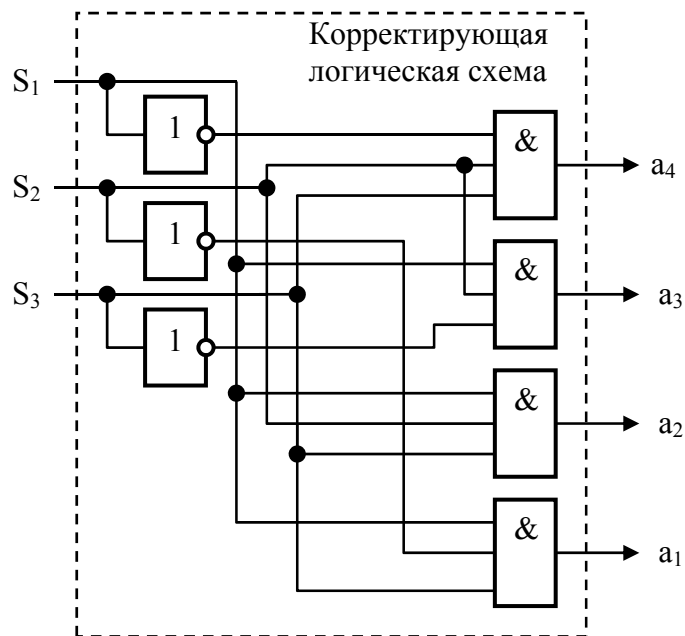 Корректирующая
логическая схема
S₁
1
&
a₄
S₂
1
&
a₃
S₃
1
&
a₂
&
a₁